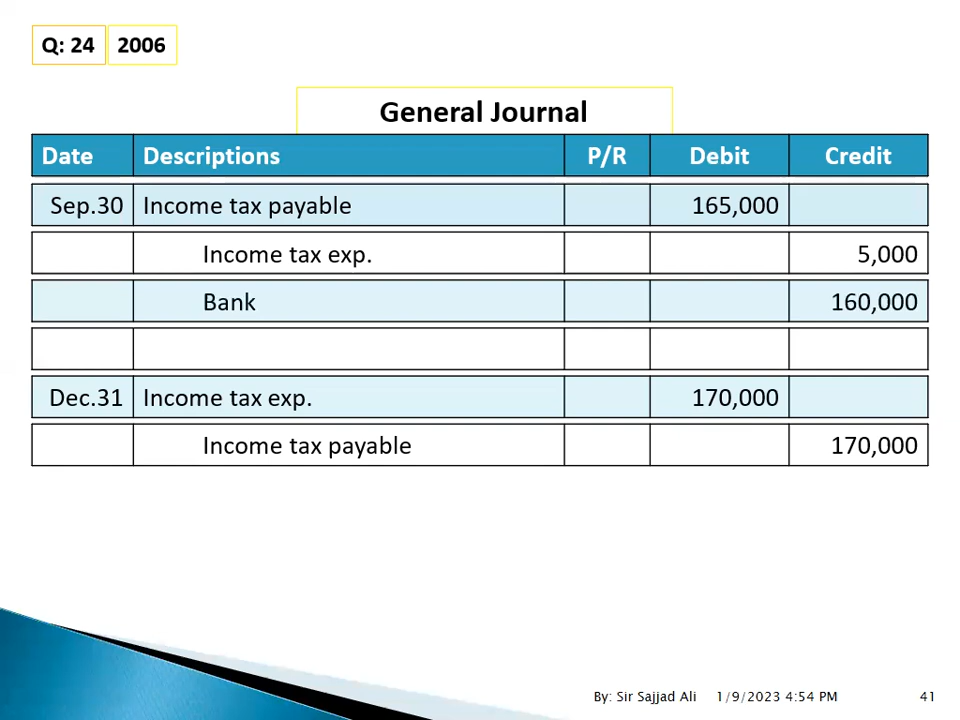 Q: 24 2006
General Journal
Date Descriptions P/R Debit Credit
Sep.30 Income tax payable 165,000
Income tax exp. 5,000
Bank 160,000
Dec.31 Income tax exp. 170,000
Income tax payable 170,000
By: Sir Sajjad Ali 1/9/2023 4:54 PM 41